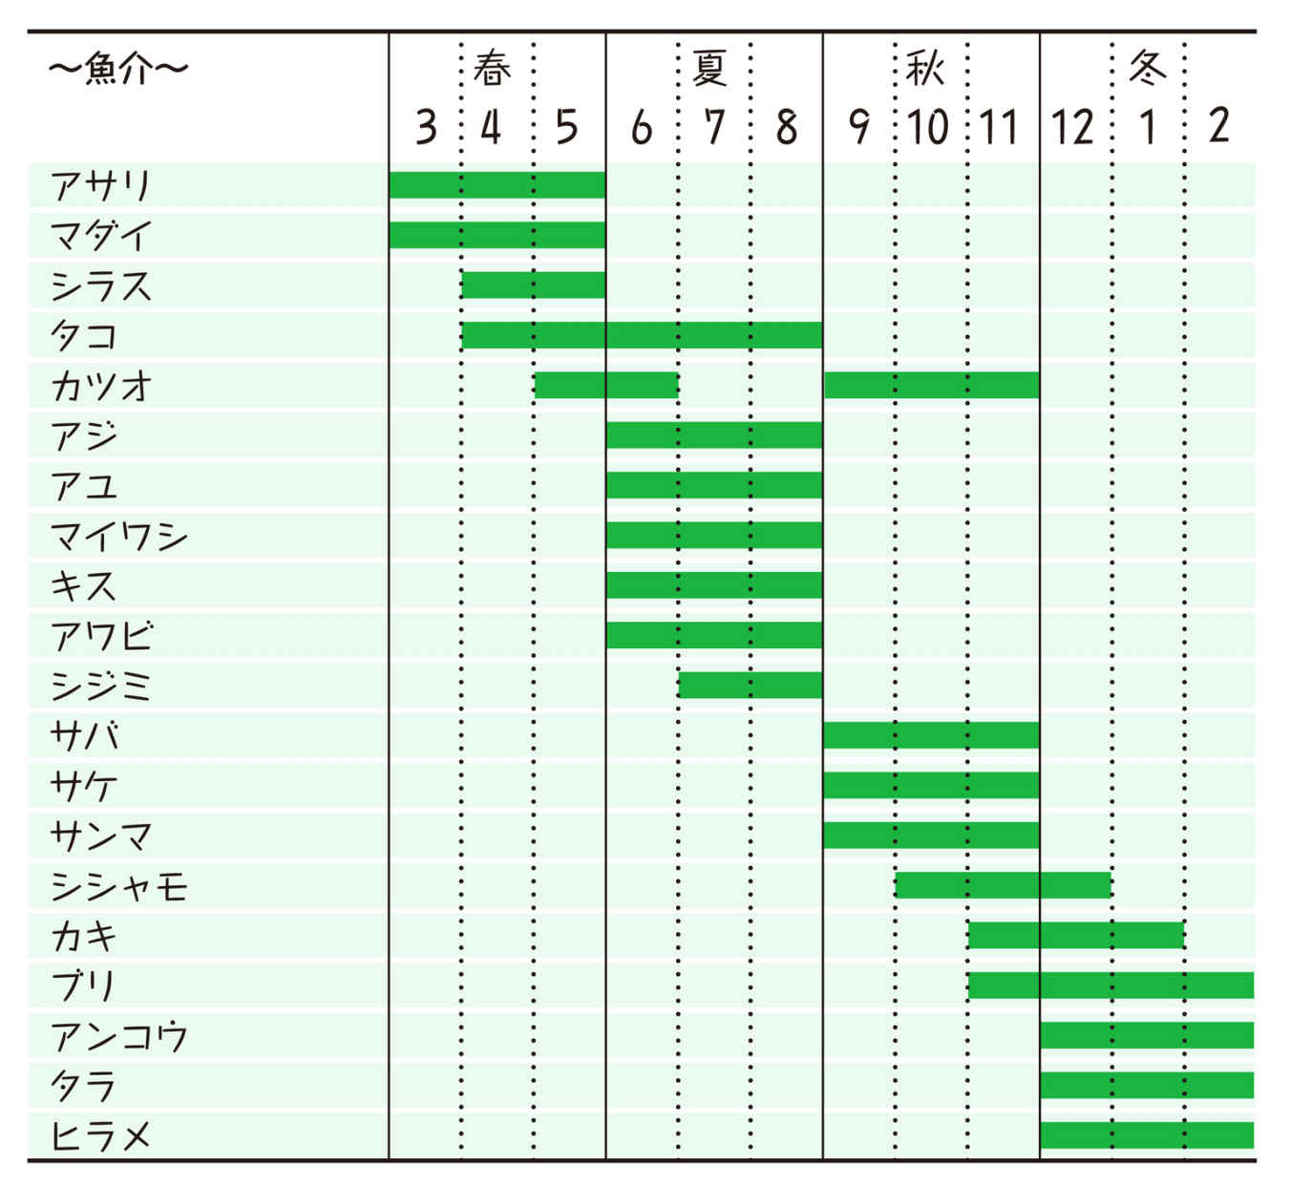 〜魚介〜 春 夏 秋 冬
3 4 5 6 7 8 9 10 11 12 1 2
アサリ
マダイ
シラス
タコ
カツオ
アジ
アユ
マイワシ
キス
アワビ
シジミ
サバ
サケ
サンマ
シシャモ
カキ
ブリ
アンコウ
タラ
ヒラメ